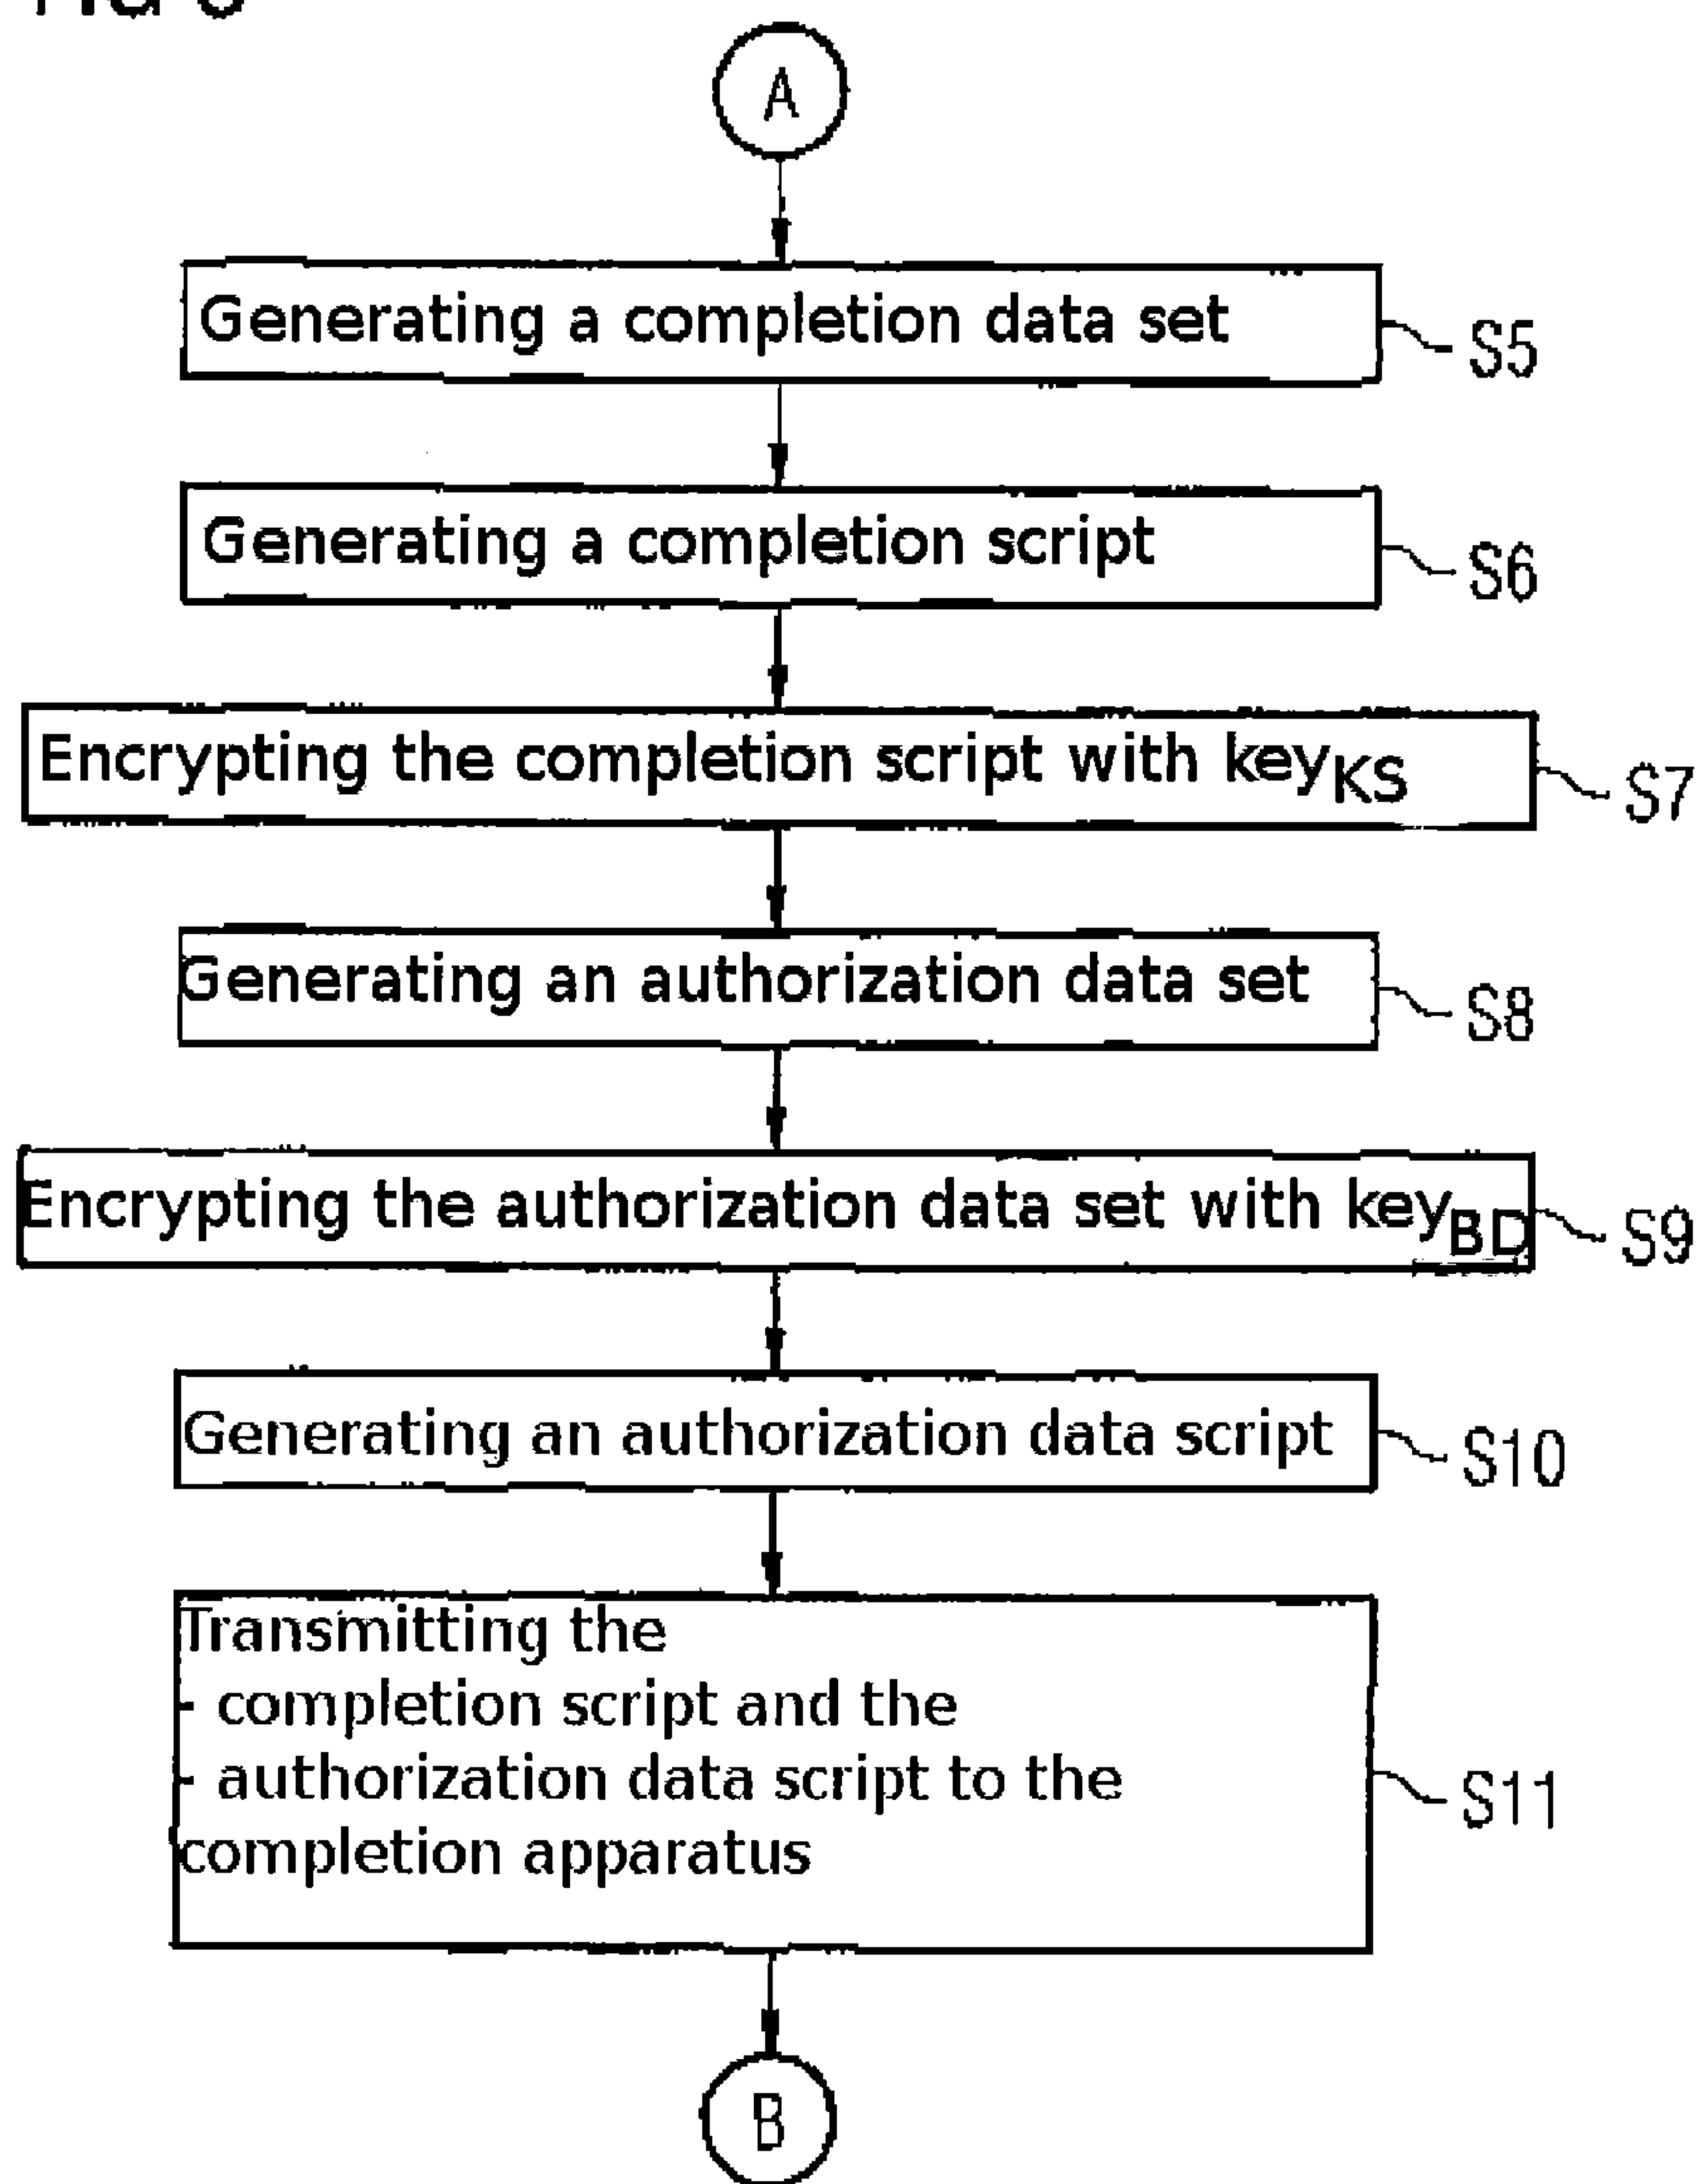 A
Generating a completion data set
S5
Generating a completion script
S6
Encrypting the completion script with keyKS
S7
Generating an authorization data set
S8
Encrypting the authorization data set with keyBD
S9
Generating an authorization data script
S10
Transmitting the
- completion script and the
- authorization data script to the
completion apparatus
S11
B